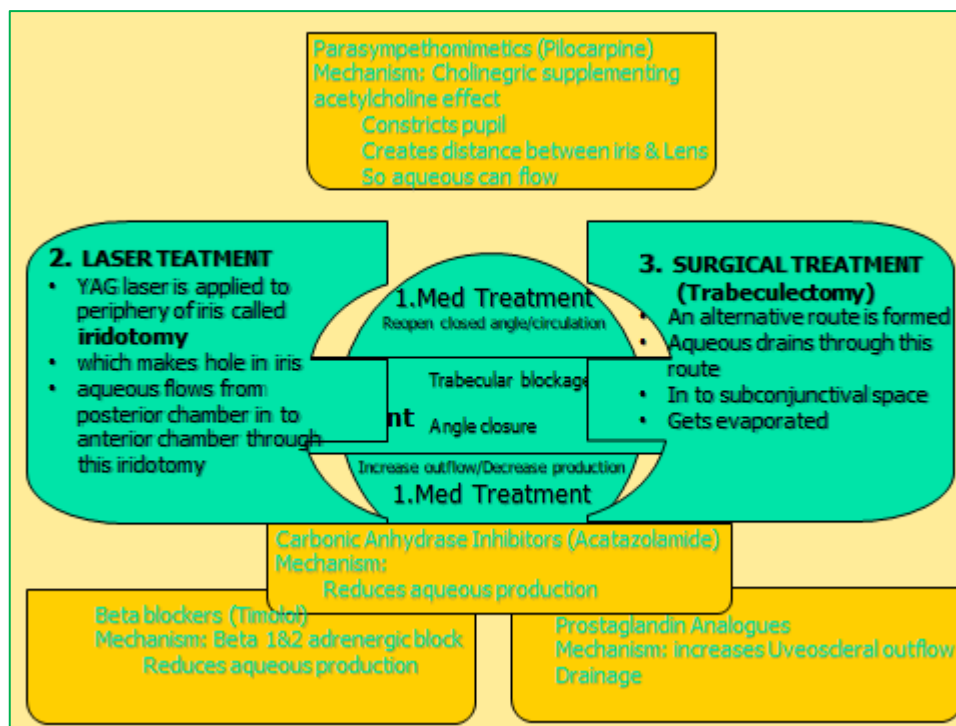 Parasympethomimetics (Pilocarpine)
Mechanism: Cholinegric supplementing
acetylcholine effect
Constricts pupil
Creates distance between iris & Lens
So aqueous can flow
2. LASER TEATMENT
• YAG laser is applied to
periphery of iris called
iridotomy
• which makes hole in iris
• aqueous flows from
posterior chamber in to
anterior chamber through
this iridotomy
1.Med Treatment
Reopen closed angle/circulation
Trabecular blockage
nt
Angle closure
Increase outflow/Decrease production
1.Med Treatment
3. SURGICAL TREATMENT
(Trabeculectomy)
• An alternative route is formed
• Aqueous drains through this
route
• In to subconjunctival space
• Gets evaporated
Carbonic Anhydrase Inhibitors (Acatazolamide)
Mechanism:
Reduces aqueous production
Beta blockers (Timolol)
Mechanism: Beta 1&2 adrenergic block
Reduces aqueous production
Prostaglandin Analogues
Mechanism: increases Uveoscleral outflow
Drainage